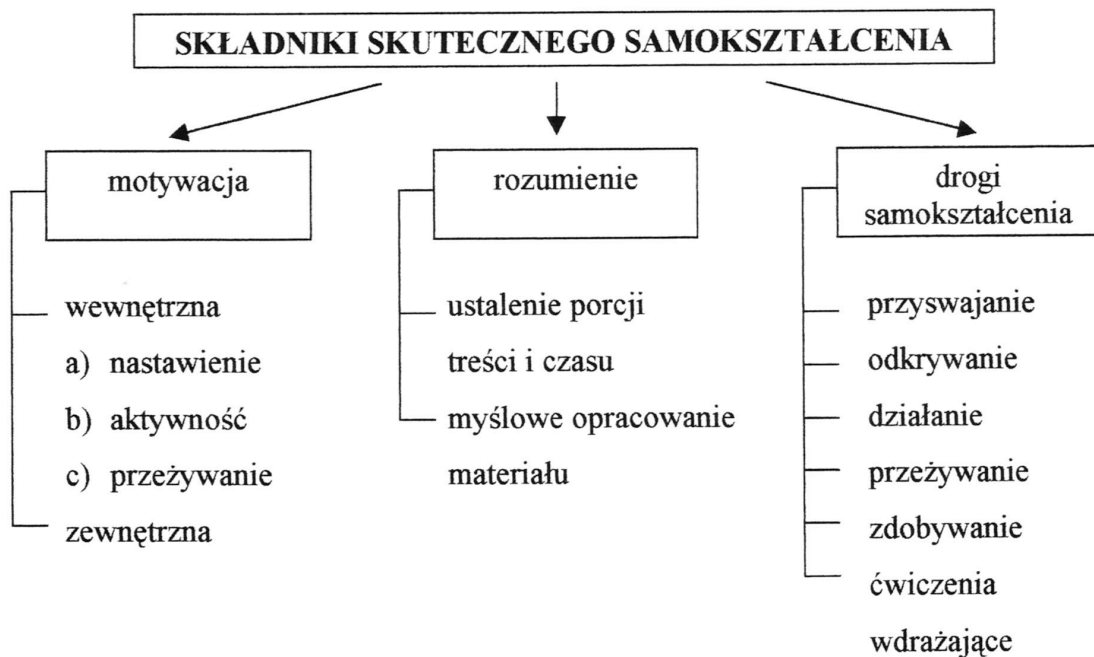 SKŁADNIKI SKUTECZNEGO SAMOKSZTAŁCENIA
motywacja
wewnętrzna
a) nastawienie
b) aktywność
c) przeżywanie
zewnętrzna
rozumienie
ustalenie porcji
treści i czasu
myślowe opracowanie
materiału
drogi
samokształcenia
przyswajanie
odkrywanie
działanie
przeżywanie
zdobywanie
ćwiczenia
wdrażające